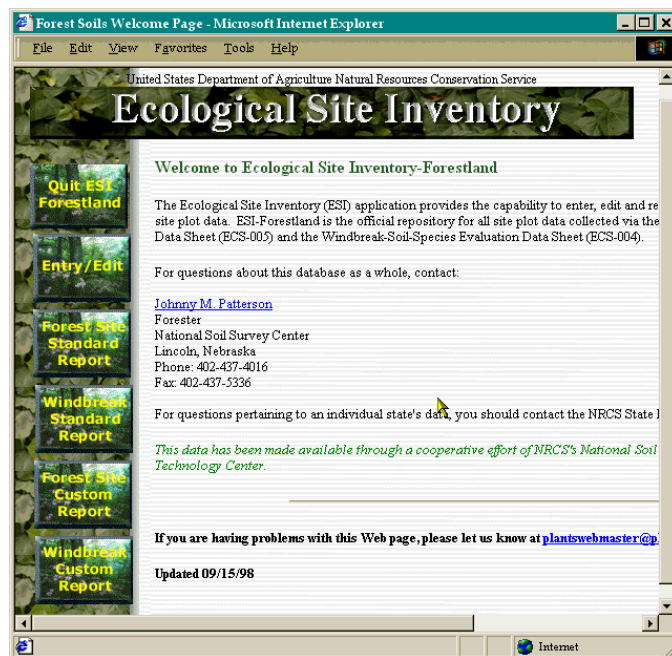 Forest Soils Welcome Page - Microsoft Internet Explorer
File Edit View Favorites Tools Help
United States Department of Agriculture Natural Resources Conservation Service
Ecological Site Inventory
Quit ESI
Forestland
Entry/Edit
Forest Site
Standard
Report
Windbreak
Standard
Report
Forest Site
Custom
Report
Windbreak
Custom
Report
Welcome to Ecological Site Inventory-Forestland
The Ecological Site Inventory (ESI) application provides the capability to enter, edit and re
site plot data. ESI-Forestland is the official repository for all site plot data collected via the
Data Sheet (ECS-005) and the Windbreak-Soil-Species Evaluation Data Sheet (ECS-004).
For questions about this database as a whole, contact:
Johnny M. Patterson
Forester
National Soil Survey Center
Lincoln, Nebraska
Phone: 402-437-4016
Fax: 402-437-5336
For questions pertaining to an individual state's data, you should contact the NRCS State
This data has been made available through a cooperative effort of NRCS's National Soil
Technology Center.
If you are having problems with this Web page, please let us know at plantswebmaster@p
Updated 09/15/98
Internet